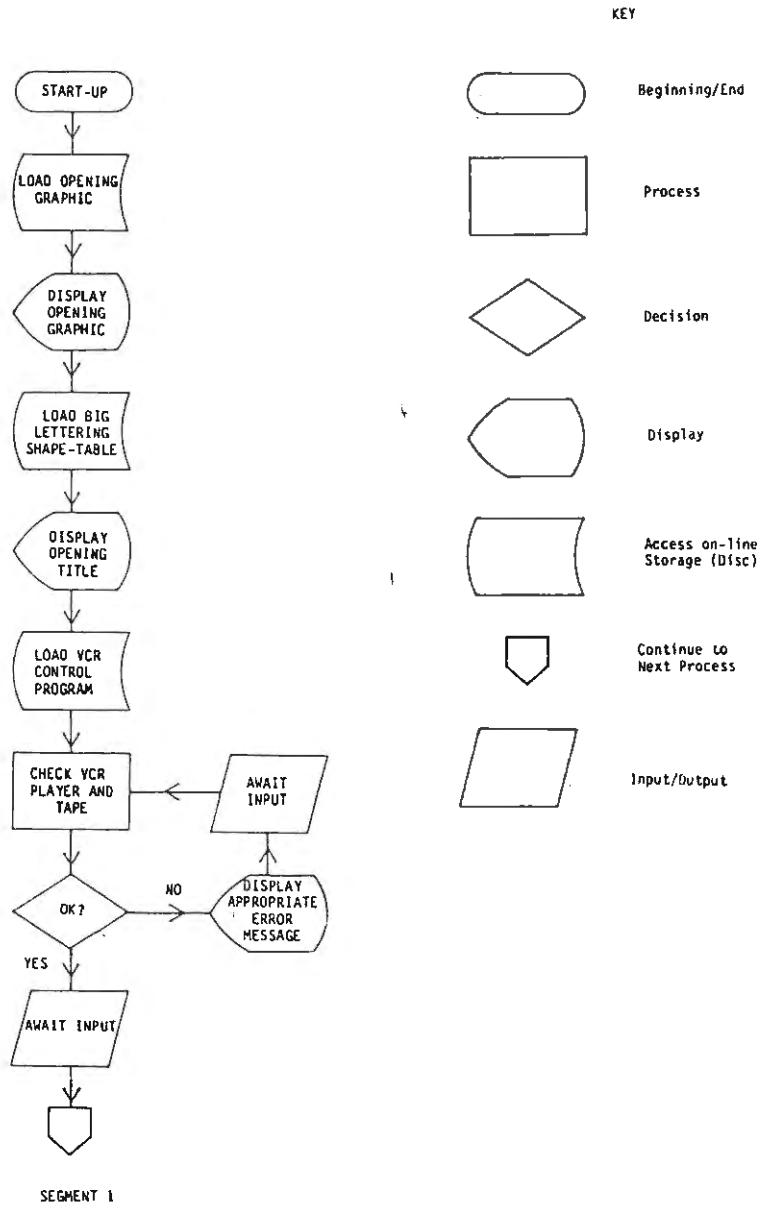 KEY
START-UP
LOAD OPENING
GRAPHIC
DISPLAY
OPENING
GRAPHIC
LOAD BIG
LETTERING
SHAPE-TABLE
DISPLAY
OPENING
TITLE
LOAD VCR
CONTROL
PROGRAM
CHECK VCR
PLAYER AND
TAPE
AWAIT
INPUT
OK?
NO
DISPLAY
APPROPRIATE
ERROR
MESSAGE
YES
AWAIT INPUT
SEGMENT 1
Beginning/End
Process
Decision
Display
Access on-line
Storage (Disc)
Continue to
Next Process
Input/Output